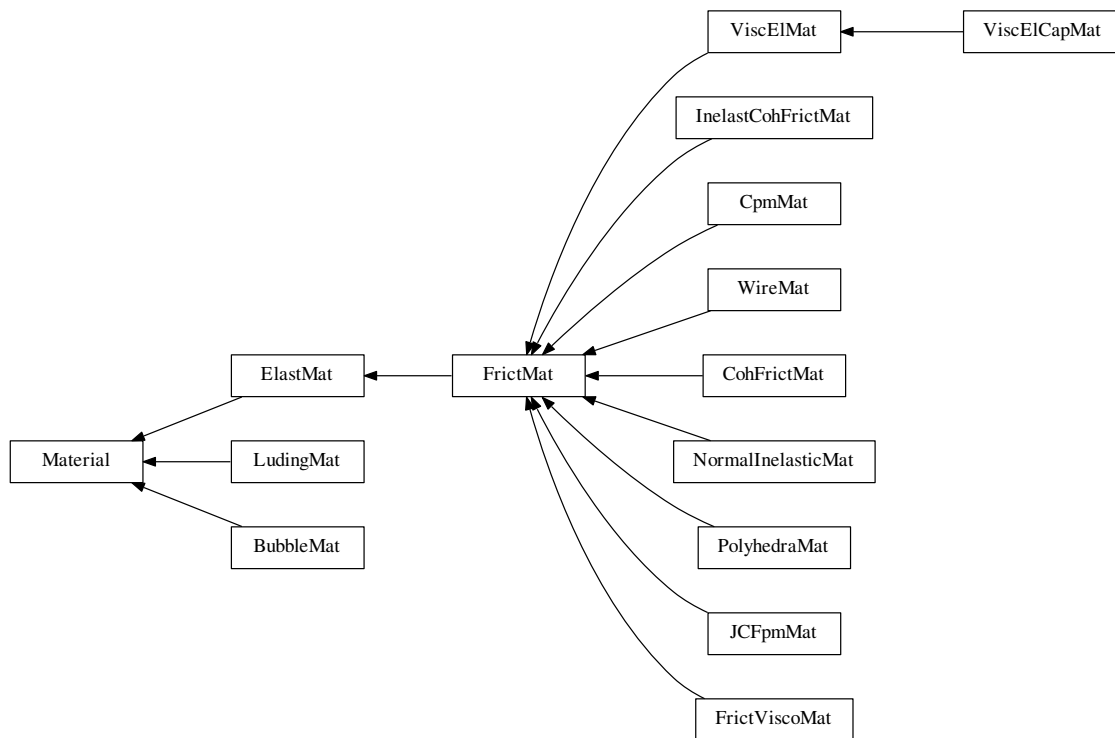 ViscElMat
ViscElCapMat
InelastCohFrictMat
CpmMat
WireMat
ElastMat
FrictMat
CohFrictMat
Material
LudingMat
NormalInelasticMat
BubbleMat
PolyhedraMat
JCFpmMat
FrictViscoMat